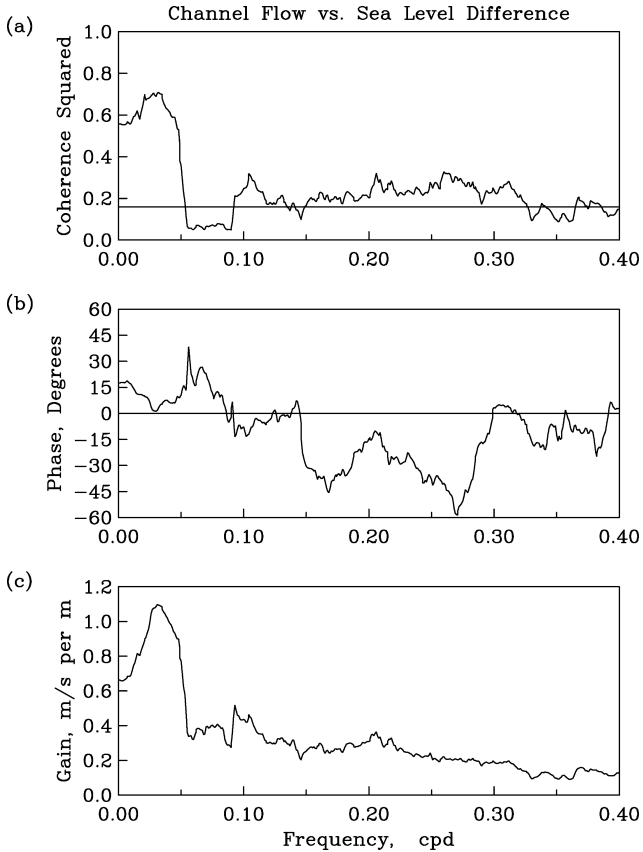 Channel Flow vs. Sea Level Difference
(a)
Coherence Squared
1.0
0.8
0.6
0.4
0.2
0.0
0.00 0.10 0.20 0.30 0.40
(b)
Phase, Degrees
60
45
30
15
0
−15
−30
−45
−60
0.00 0.10 0.20 0.30 0.40
(c)
Gain, m/s per m
1.2
1.0
0.8
0.6
0.4
0.2
0.0
0.00 0.10 0.20 0.30 0.40
Frequency, cpd